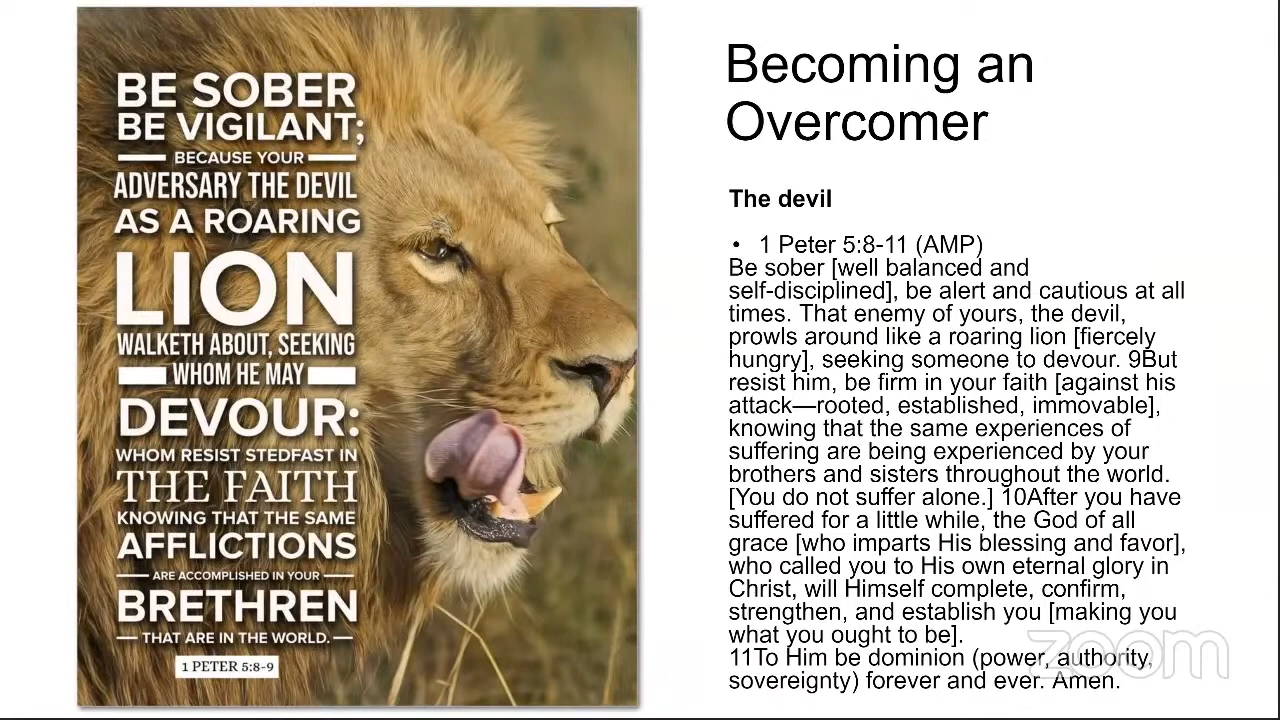 BE SOBER
BE VIGILANT;
BECAUSE YOUR
ADVERSARY THE DEVIL
AS A ROARING
LION
WALKETH ABOUT, SEEKING
WHOM HE MAY
DEVOUR:
WHOM RESIST STEDFAST IN
THE FAITH
KNOWING THAT THE SAME
AFFLICTIONS
ARE ACCOMPLISHED IN YOUR
BRETHREN
THAT ARE IN THE WORLD.
1 PETER 5:8-9
Becoming an
Overcomer
The devil
• 1 Peter 5:8-11 (AMP)
Be sober [well balanced and
self-disciplined], be alert and cautious at all
times. That enemy of yours, the devil,
prowls around like a roaring lion [fiercely
hungry], seeking someone to devour. 9But
resist him, be firm in your faith [against his
attack—rooted, established, immovable],
knowing that the same experiences of
suffering are being experienced by your
brothers and sisters throughout the world.
[You do not suffer alone.] 10After you have
suffered for a little while, the God of all
grace [who imparts His blessing and favor],
who called you to His own eternal glory in
Christ, will Himself complete, confirm,
strengthen, and establish you [making you
what you ought to be].
11To Him be dominion (power, authority,
sovereignty) forever and ever. Amen.
zoom